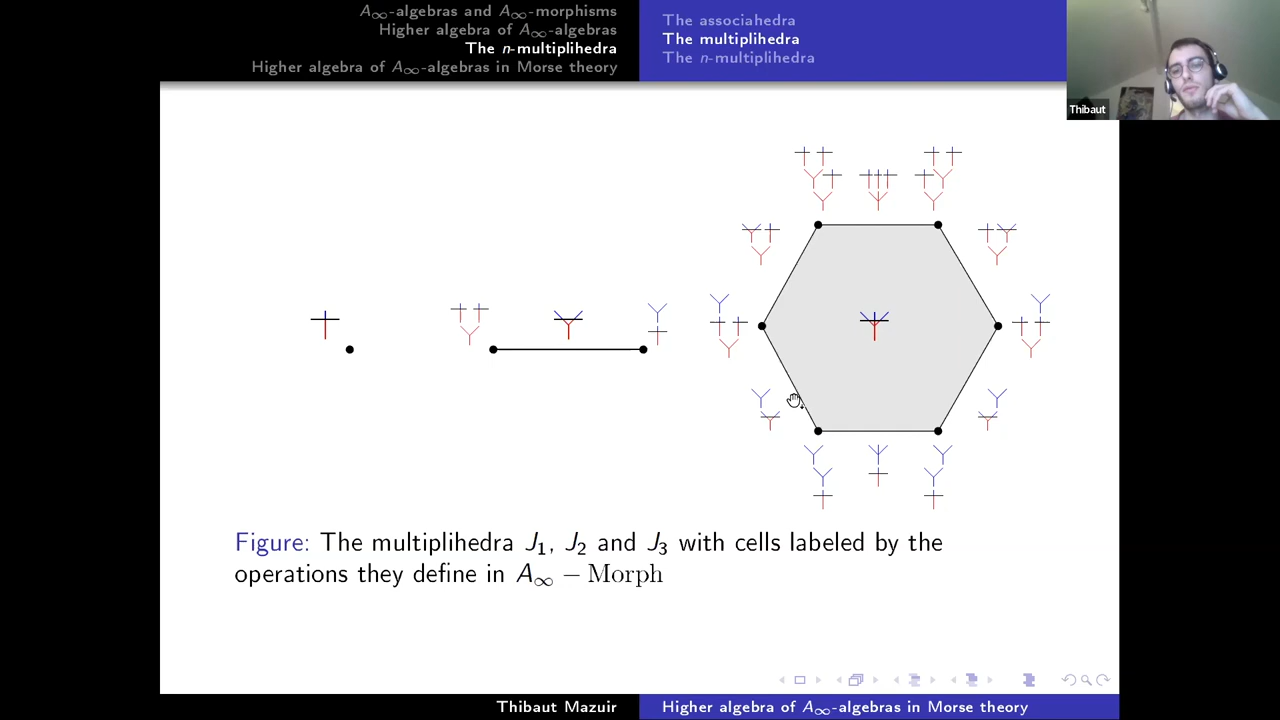 A∞-algebras and A∞-morphisms
Higher algebra of A∞-algebras
The n-multiplihedra
Higher algebra of A∞-algebras in Morse theory
The associahedra
The multiplihedra
The n-multiplihedra
Thibaut
Figure: The multiplihedra J₁, J₂ and J₃ with cells labeled by the
operations they define in A∞ − Morph
Thibaut Mazuir
Higher algebra of A∞-algebras in Morse theory